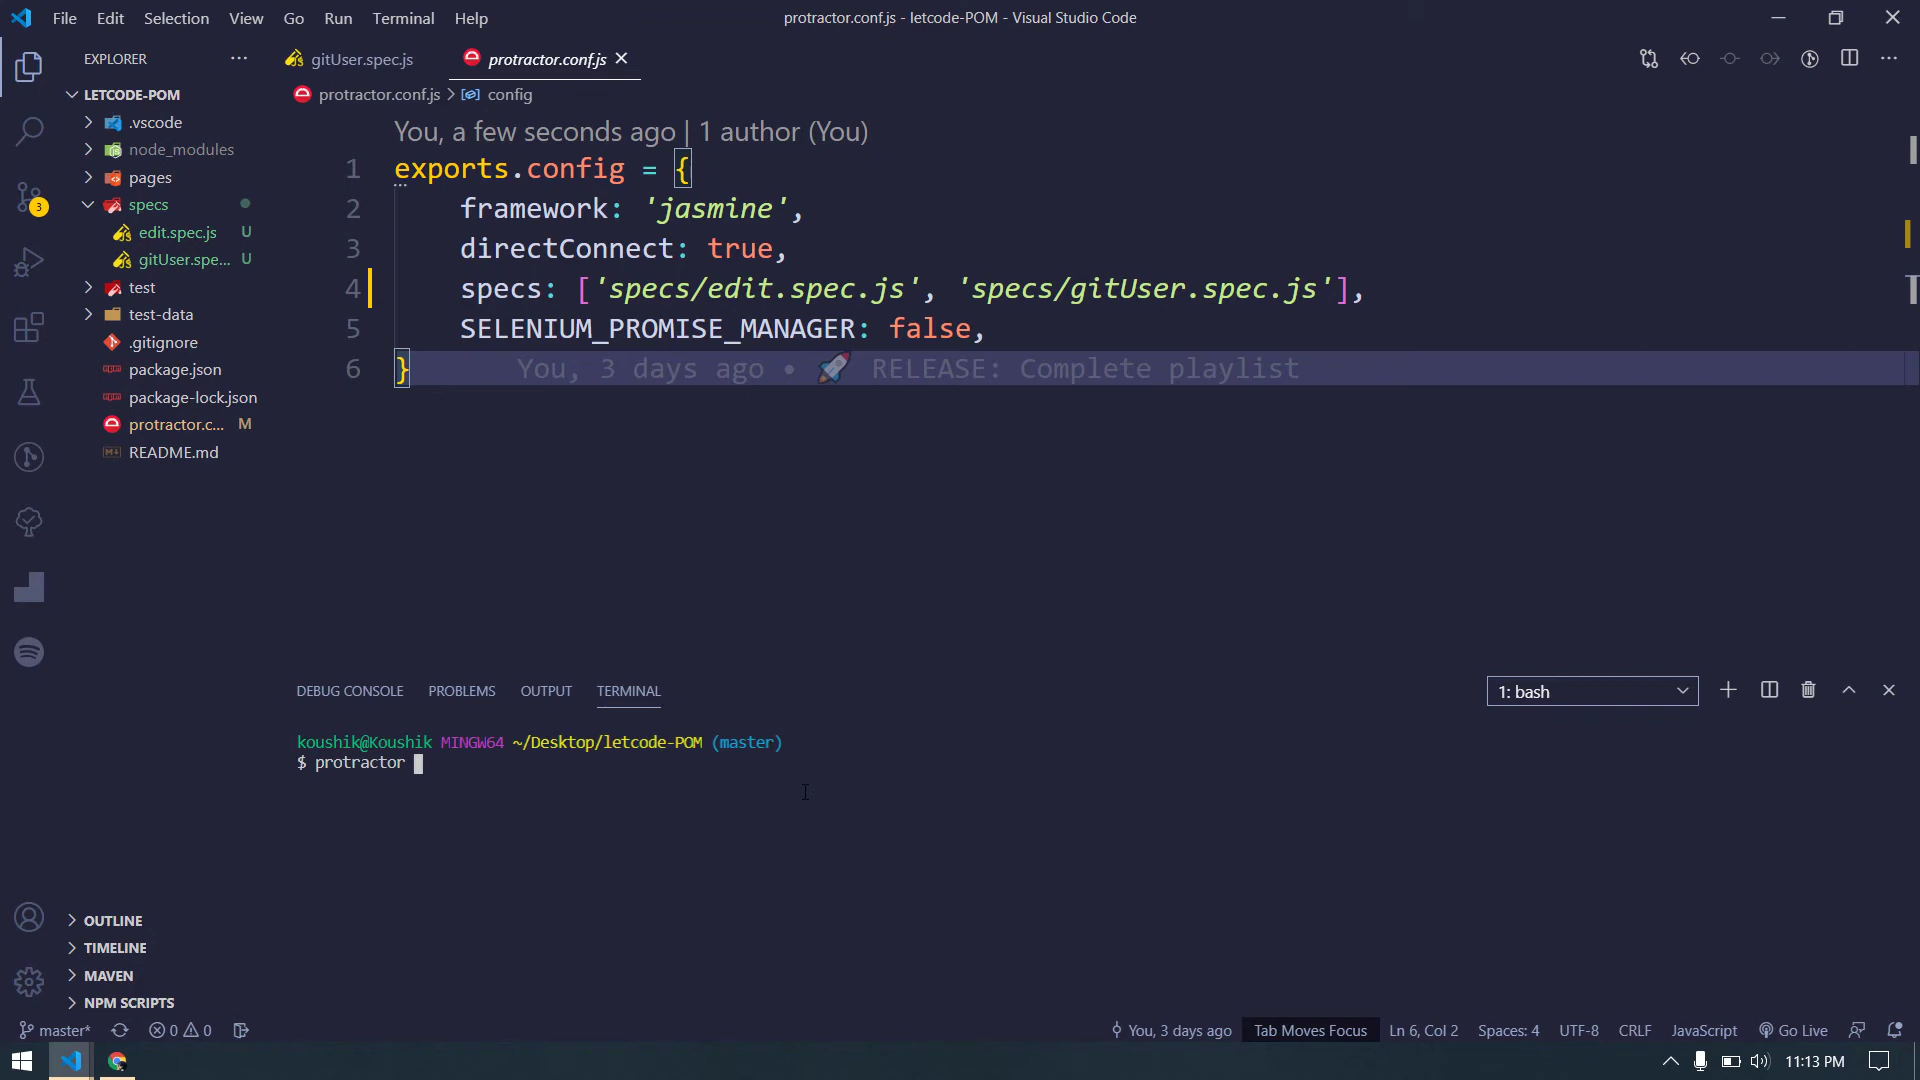 File Edit Selection View Go Run Terminal Help
protractor.conf.js - letcode-POM - Visual Studio Code
EXPLORER
LETCODE-POM
.vscode
node_modules
pages
specs
edit.spec.js U
gitUser.spe... U
test
test-data
.gitignore
package.json
package-lock.json
protractor.c... M
README.md
3
OUTLINE
TIMELINE
MAVEN
NPM SCRIPTS
gitUser.spec.js protractor.conf.js
protractor.conf.js > config
You, a few seconds ago | 1 author (You)
1 exports.config = {
2 framework: 'jasmine',
3 directConnect: true,
4 specs: ['specs/edit.spec.js', 'specs/gitUser.spec.js'],
5 SELENIUM_PROMISE_MANAGER: false,
6 } You, 3 days ago • 🚀 RELEASE: Complete playlist
DEBUG CONSOLE PROBLEMS OUTPUT TERMINAL
1: bash
koushik@Koushik MINGW64 ~/Desktop/letcode-POM (master)
$ protractor
master* 0 0 You, 3 days ago Tab Moves Focus Ln 6, Col 2 Spaces: 4 UTF-8 CRLF JavaScript Go Live
11:13 PM